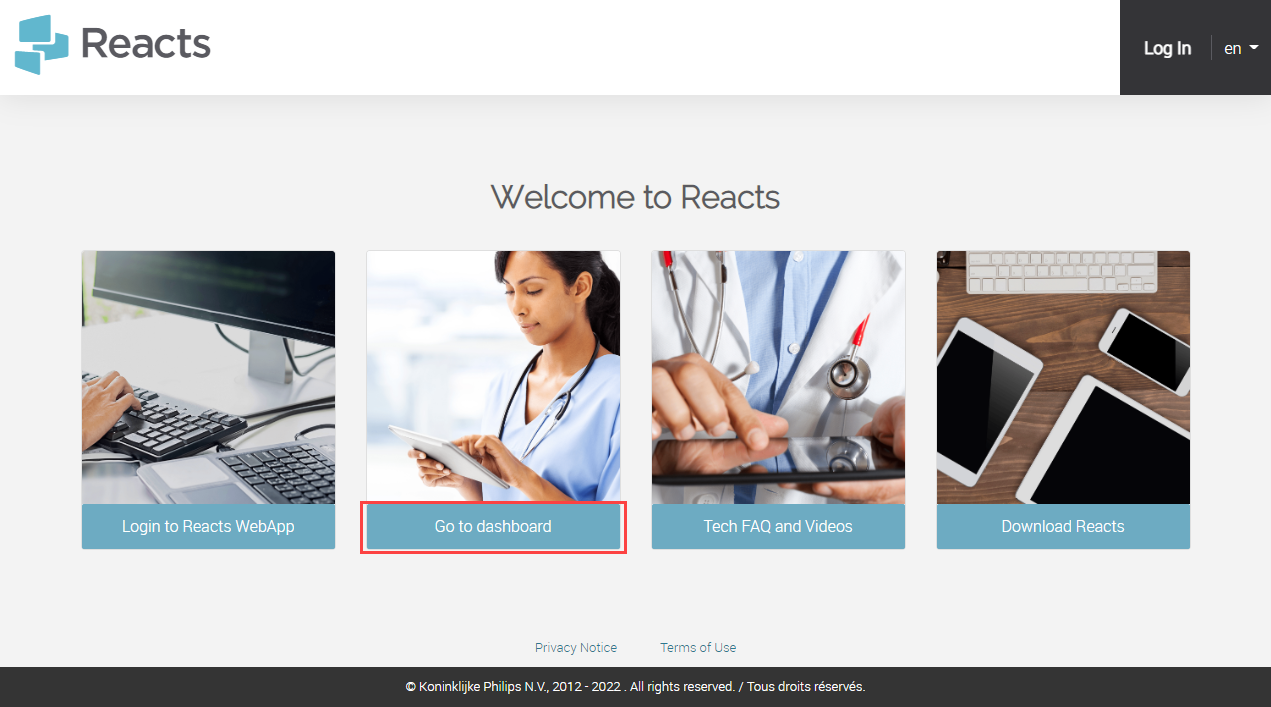 Reacts
Log In
en
Welcome to Reacts
Login to Reacts WebApp
Go to dashboard
Tech FAQ and Videos
Download Reacts
Privacy Notice
Terms of Use
© Koninklijke Philips N.V., 2012 - 2022 . All rights reserved. / Tous droits réservés.